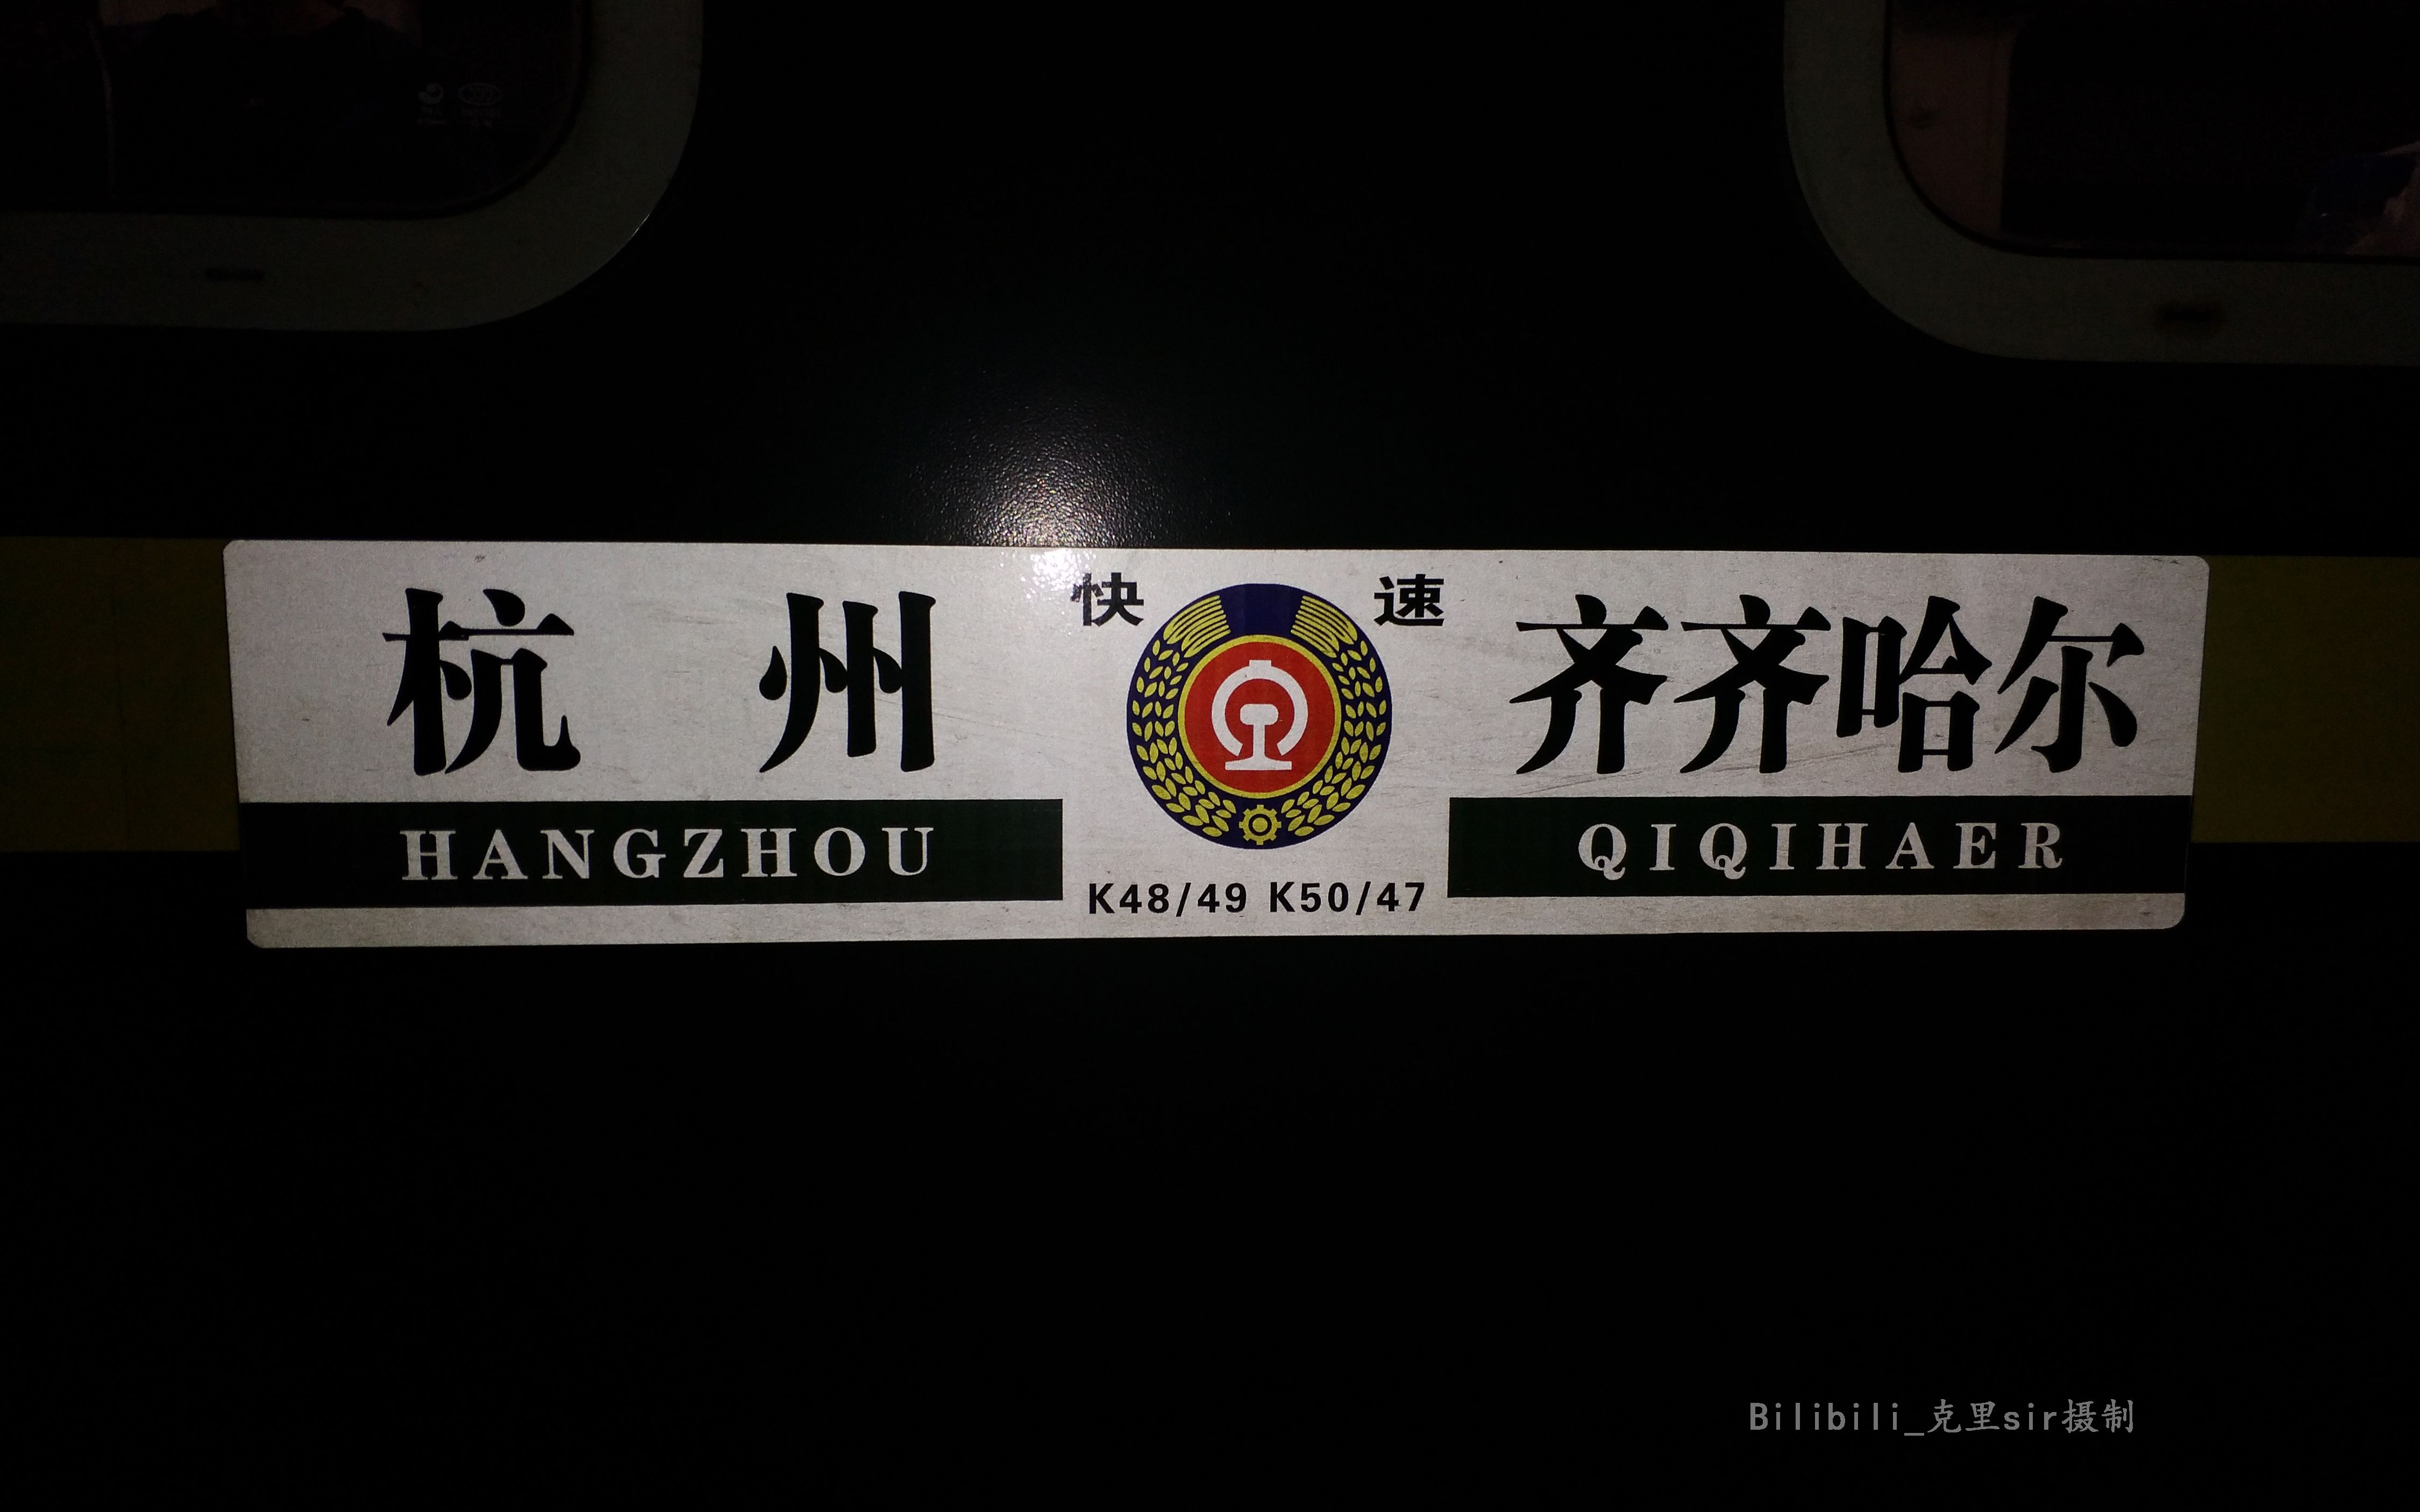 快速
杭州 齐齐哈尔
HANGZHOU QIQIHAER
K48/49 K50/47
Bilibili_克里sir摄制